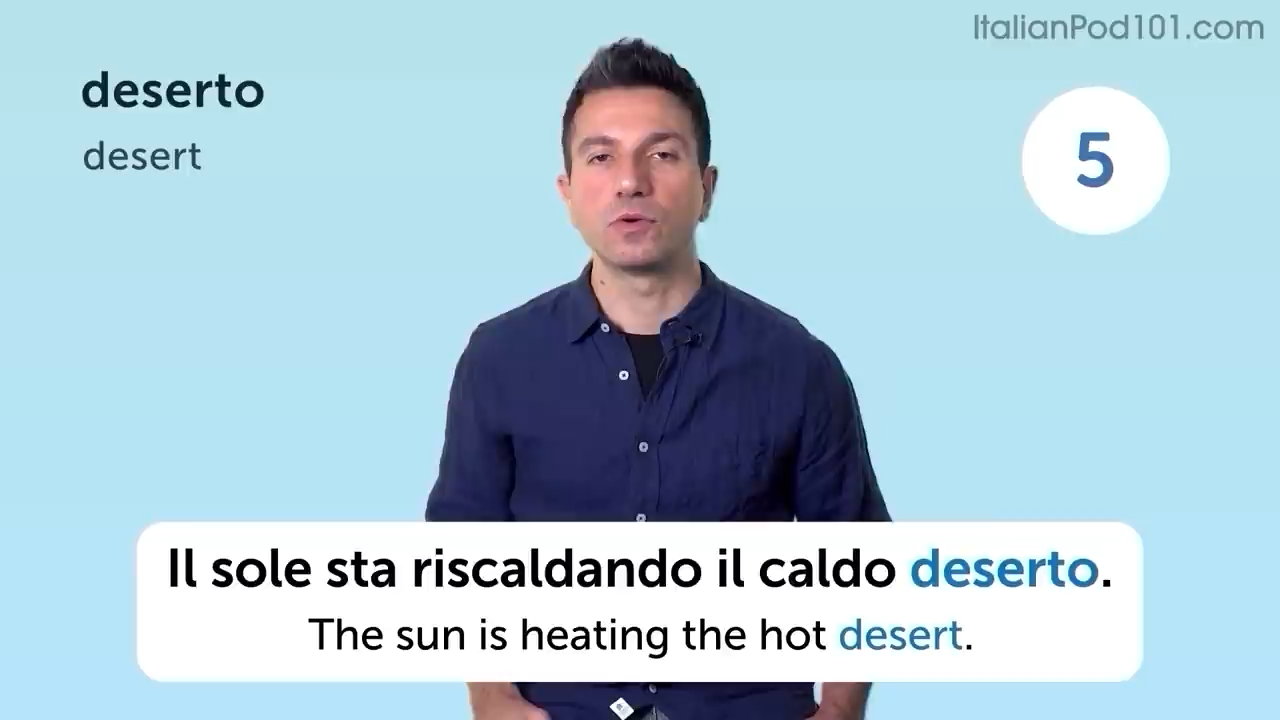 ItalianPod101.com
deserto
desert
5
Il sole sta riscaldando il caldo deserto.
The sun is heating the hot desert.